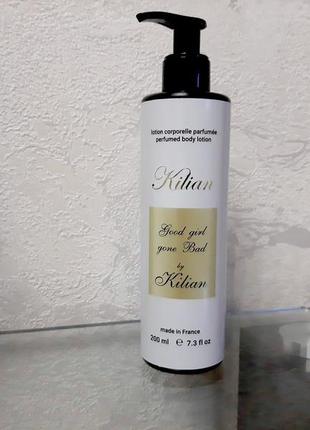 lotion corporelle parfumée
perfumed body lotion
Kilian
Good girl
gone Bad
by
Kilian
made in France
200 ml e 7.3 fl oz